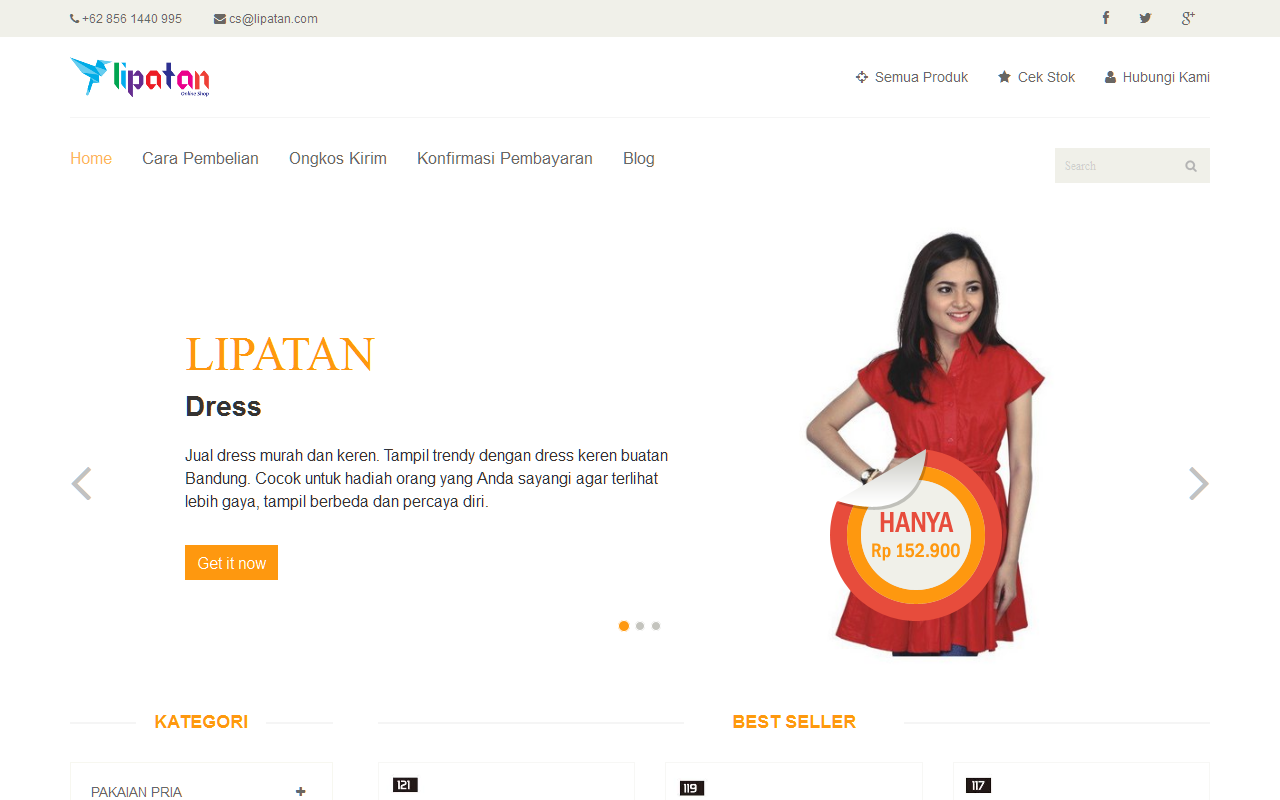 +62 856 1440 995
cs@lipatan.com
lipatan
Online Shop
Semua Produk
Cek Stok
Hubungi Kami
Home
Cara Pembelian
Ongkos Kirim
Konfirmasi Pembayaran
Blog
Search
LIPATAN
Dress
Jual dress murah dan keren. Tampil trendy dengan dress keren buatan
Bandung. Cocok untuk hadiah orang yang Anda sayangi agar terlihat
lebih gaya, tampil berbeda dan percaya diri.
Get it now
HANYA
Rp 152.900
KATEGORI
BEST SELLER
PAKAIAN PRIA
121
119
117